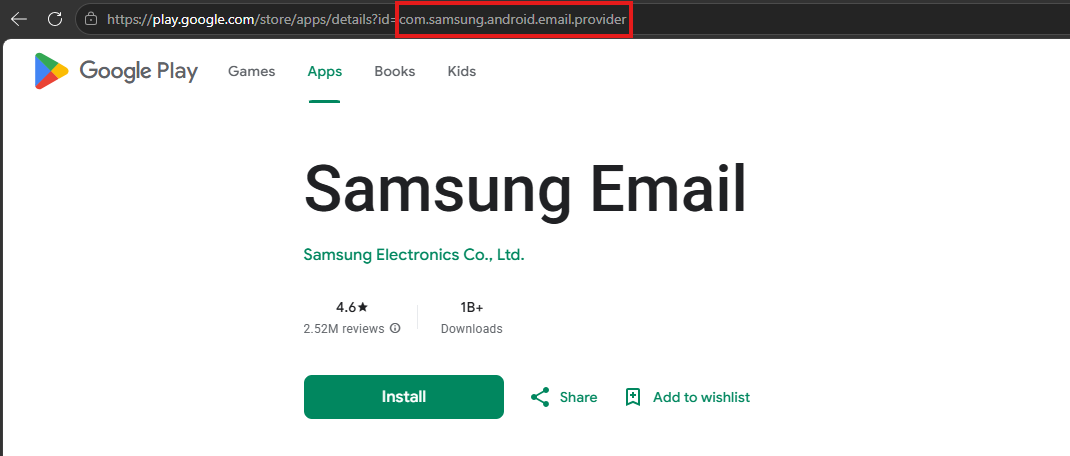 https://play.google.com/store/apps/details?id=com.samsung.android.email.provider
Google Play Games Apps Books Kids
Samsung Email
Samsung Electronics Co., Ltd.
4.6★ 1B+
2.52M reviews Downloads
Install Share Add to wishlist